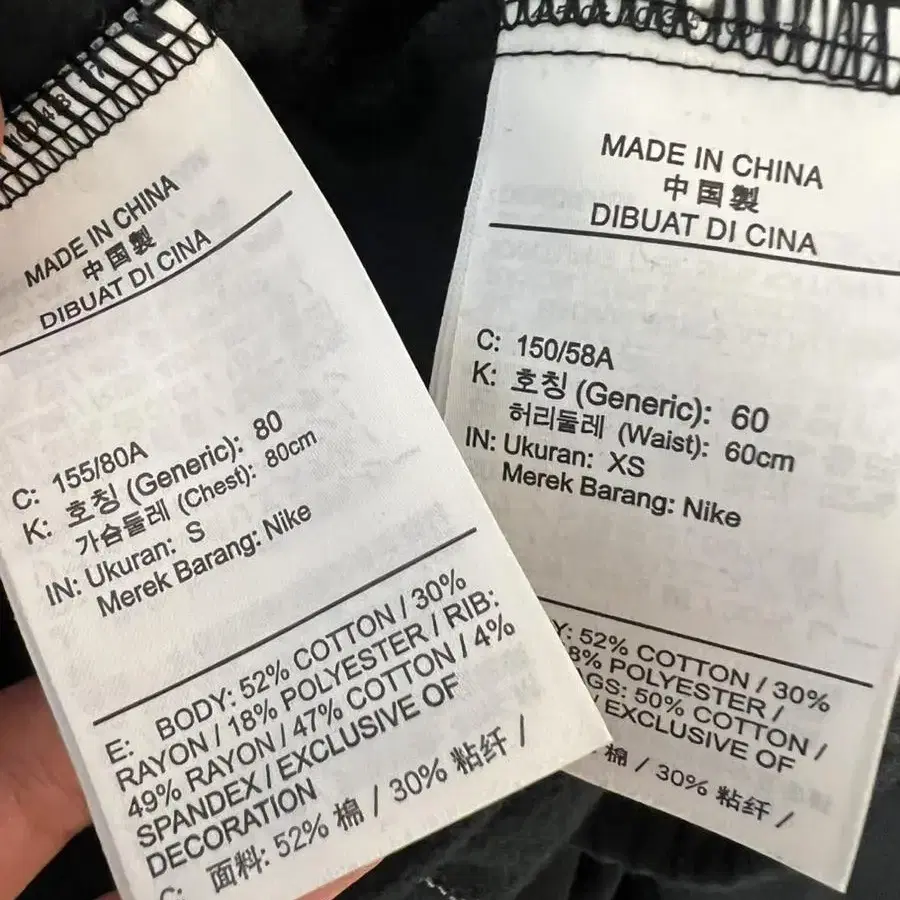 MADE IN CHINA
中国製
DIBUAT DI CINA
C: 155/80A
K: 호칭 (Generic): 80
가슴둘레 (Chest): 80cm
IN: Ukuran: S
Merek Barang: Nike
E: BODY: 52% COTTON / 30%
RAYON / 18% POLYESTER / RIB:
49% RAYON / 47% COTTON / 4%
SPANDEX / EXCLUSIVE OF
DECORATION
C: 面料: 52% 棉 / 30% 粘纤 /
MADE IN CHINA
中国製
DIBUAT DI CINA
C: 150/58A
K: 호칭 (Generic): 60
허리둘레 (Waist): 60cm
IN: Ukuran: XS
Merek Barang: Nike
52% COTTON / 30%
8% POLYESTER /
GS: 50% COTTON /
/ EXCLUSIVE OF
棉 / 30% 粘纤 /